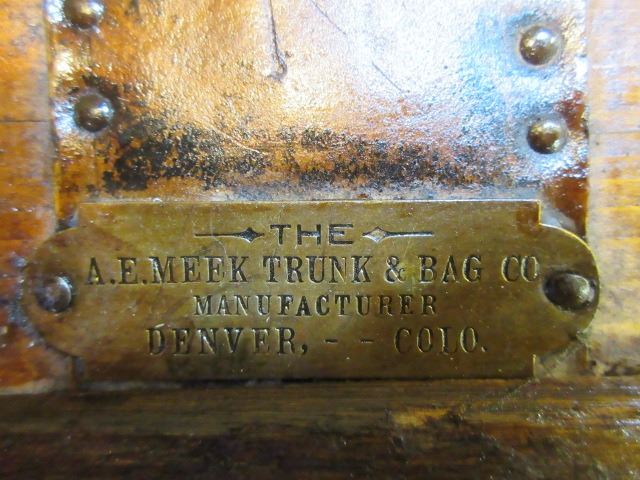 THE
A.E.MEEK TRUNK & BAG CO
MANUFACTURER
DENVER, - - COLO.